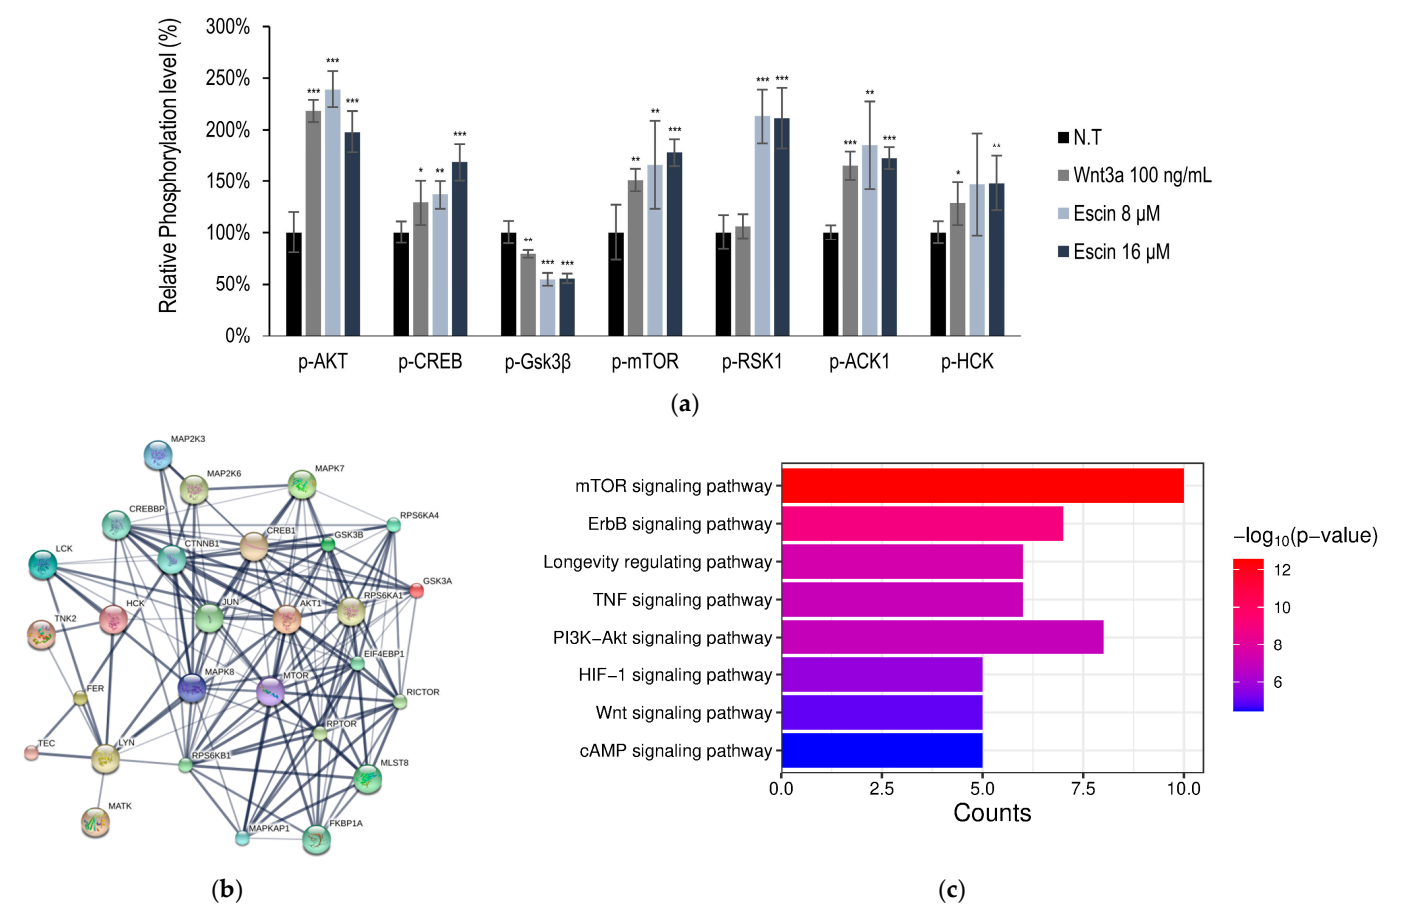 300%
250%
200%
150%
100%
50%
0%
Relative Phosphorylation level (%)
***
***
***
*
**
***
**
***
***
**
**
***
***
***
***
**
***
*
**
p-AKT
p-CREB
p-Gsk3β
p-mTOR
p-RSK1
p-ACK1
p-HCK
N.T
Wnt3a 100 ng/mL
Escin 8 µM
Escin 16 µM
(a)
MAP2K3
MAP2K6
MAPK7
CREBBP
RPS6KA4
CREB1
GSK3B
CTNNB1
LCK
GSK3A
RPS6KA1
HCK
JUN
AKT1
TNK2
EIF4EBP1
MAPK8
MTOR
FER
RICTOR
RPTOR
TEC
LYN
RPS6KB1
MLST8
MATK
MAPKAP1
FKBP1A
(b)
mTOR signaling pathway
ErbB signaling pathway
Longevity regulating pathway
TNF signaling pathway
PI3K−Akt signaling pathway
HIF−1 signaling pathway
Wnt signaling pathway
cAMP signaling pathway
0.0
2.5
5.0
7.5
10.0
Counts
−log10(p−value)
12
10
8
6
(c)